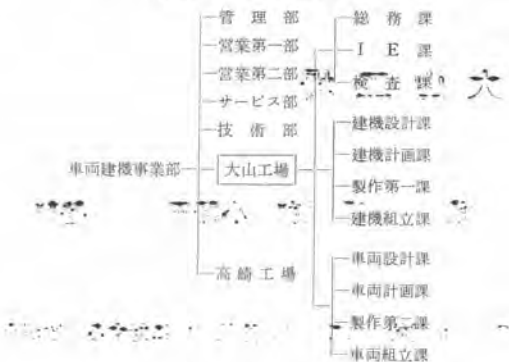 管理部
営業第一部
営業第二部
サービス部
技術部
車両建機事業部
大山工場
高崎工場
総務課
IE課
検査課
建機設計課
建機計画課
製作第一課
建機組立課
車両設計課
車両計画課
製作第二課
車両組立課